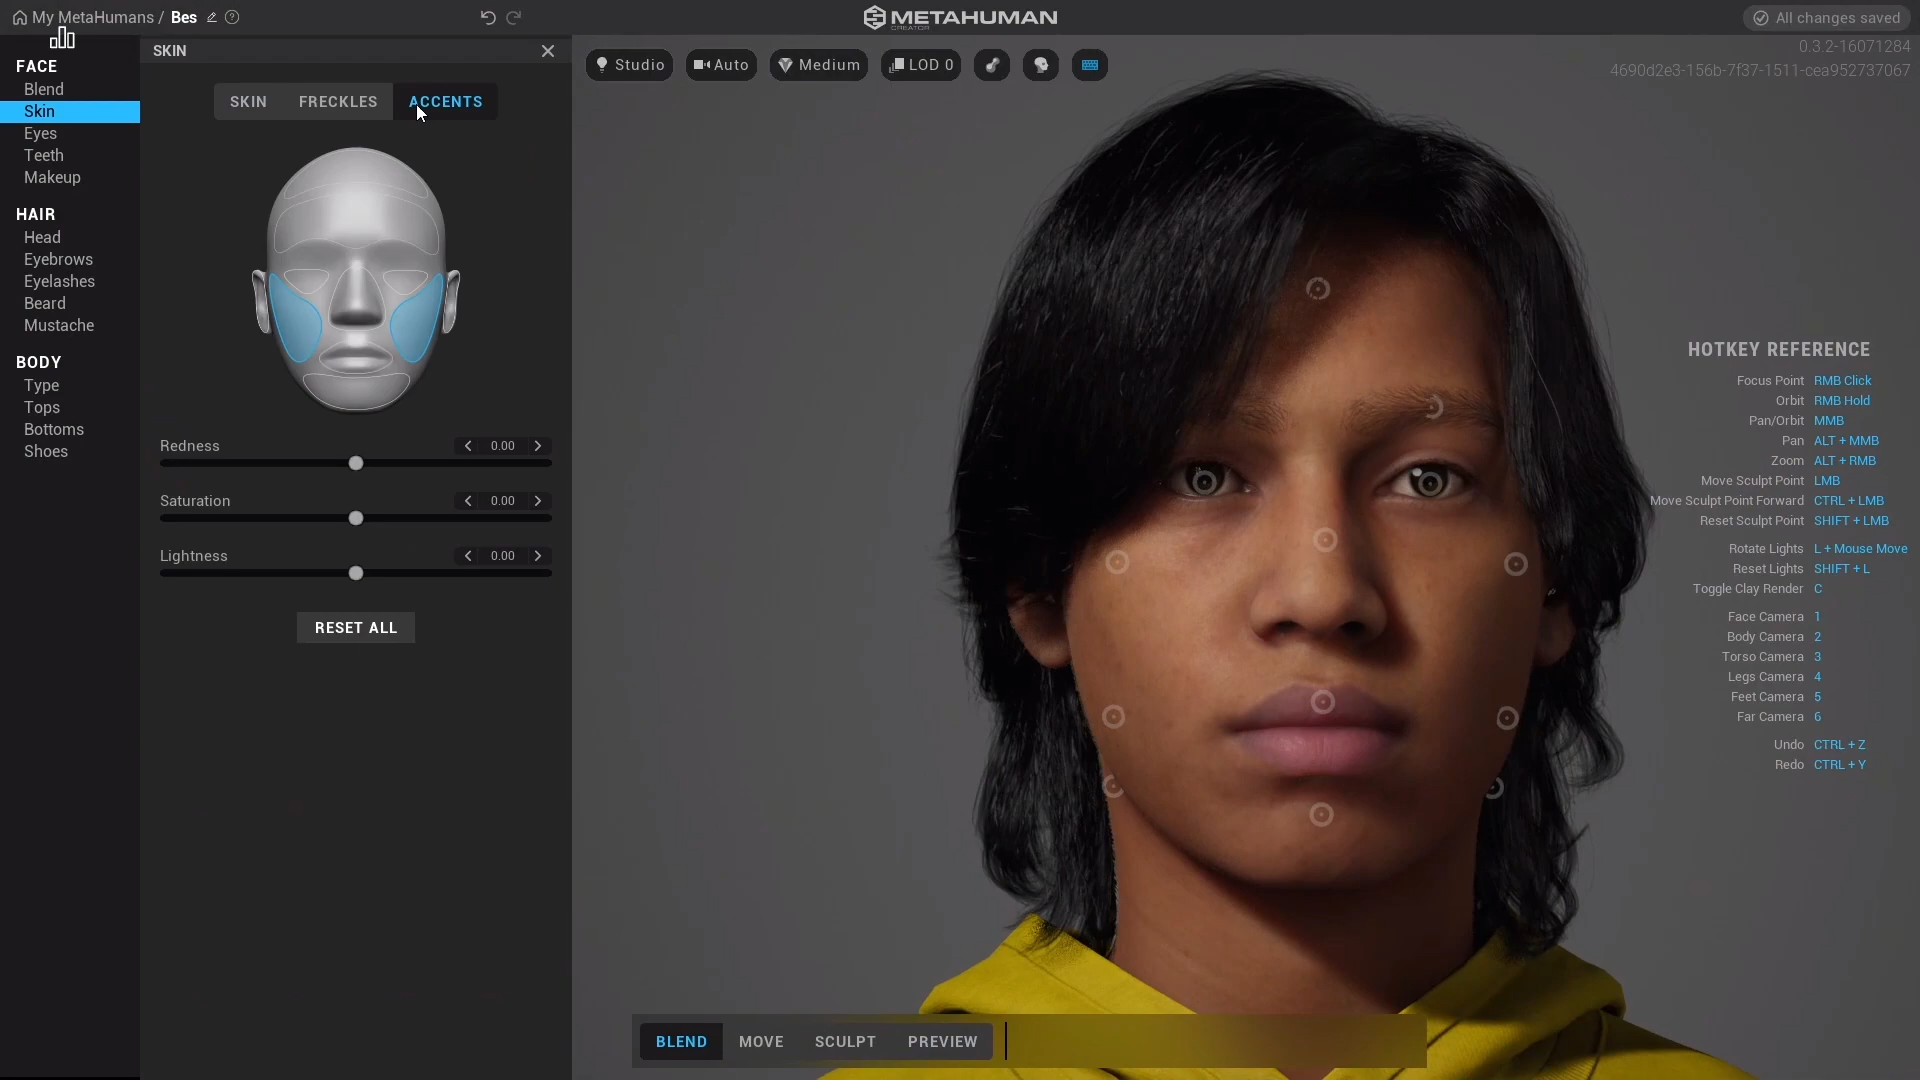 My MetaHumans / Bes
METAHUMAN
CREATOR
All changes saved
0.3.2-16071284
4690d2e3-156b-7f37-1511-cea952737067
FACE
Blend
Skin
Eyes
Teeth
Makeup
HAIR
Head
Eyebrows
Eyelashes
Beard
Mustache
BODY
Type
Tops
Bottoms
Shoes
SKIN
SKIN FRECKLES ACCENTS
Redness 0.00
Saturation 0.00
Lightness 0.00
RESET ALL
Studio Auto Medium LOD 0
HOTKEY REFERENCE
Focus Point RMB Click
Orbit RMB Hold
Pan/Orbit MMB
Pan ALT + MMB
Zoom ALT + RMB
Move Sculpt Point LMB
Move Sculpt Point Forward CTRL + LMB
Reset Sculpt Point SHIFT + LMB
Rotate Lights L + Mouse Move
Reset Lights SHIFT + L
Toggle Clay Render C
Face Camera 1
Body Camera 2
Torso Camera 3
Legs Camera 4
Feet Camera 5
Far Camera 6
Undo CTRL + Z
Redo CTRL + Y
BLEND MOVE SCULPT PREVIEW